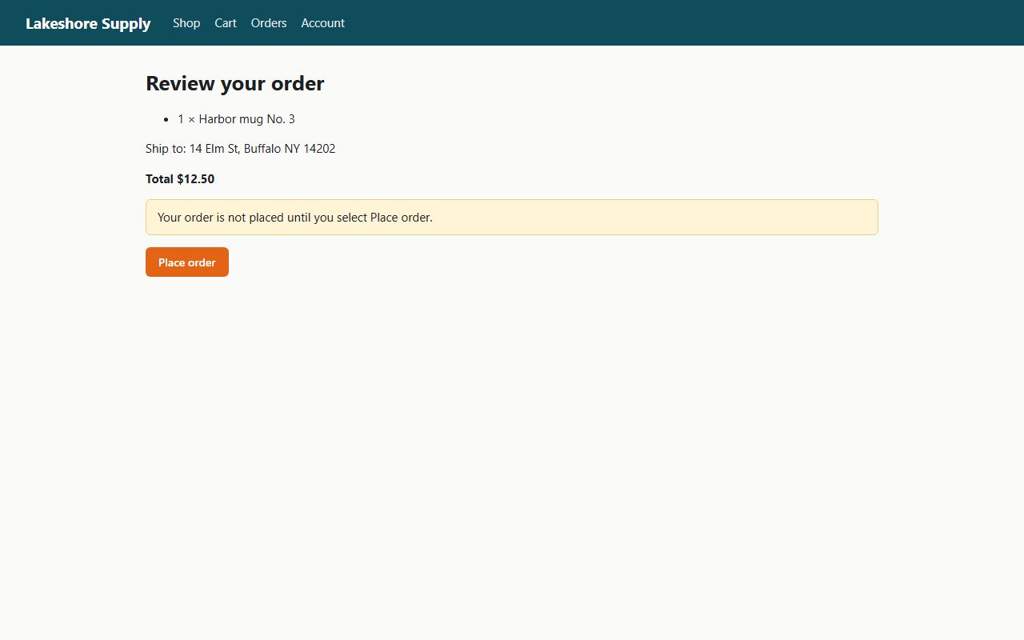 Lakeshore Supply Shop Cart Orders Account
Review your order
• 1 × Harbor mug No. 3
Ship to: 14 Elm St, Buffalo NY 14202
Total $12.50
Your order is not placed until you select Place order.
Place order